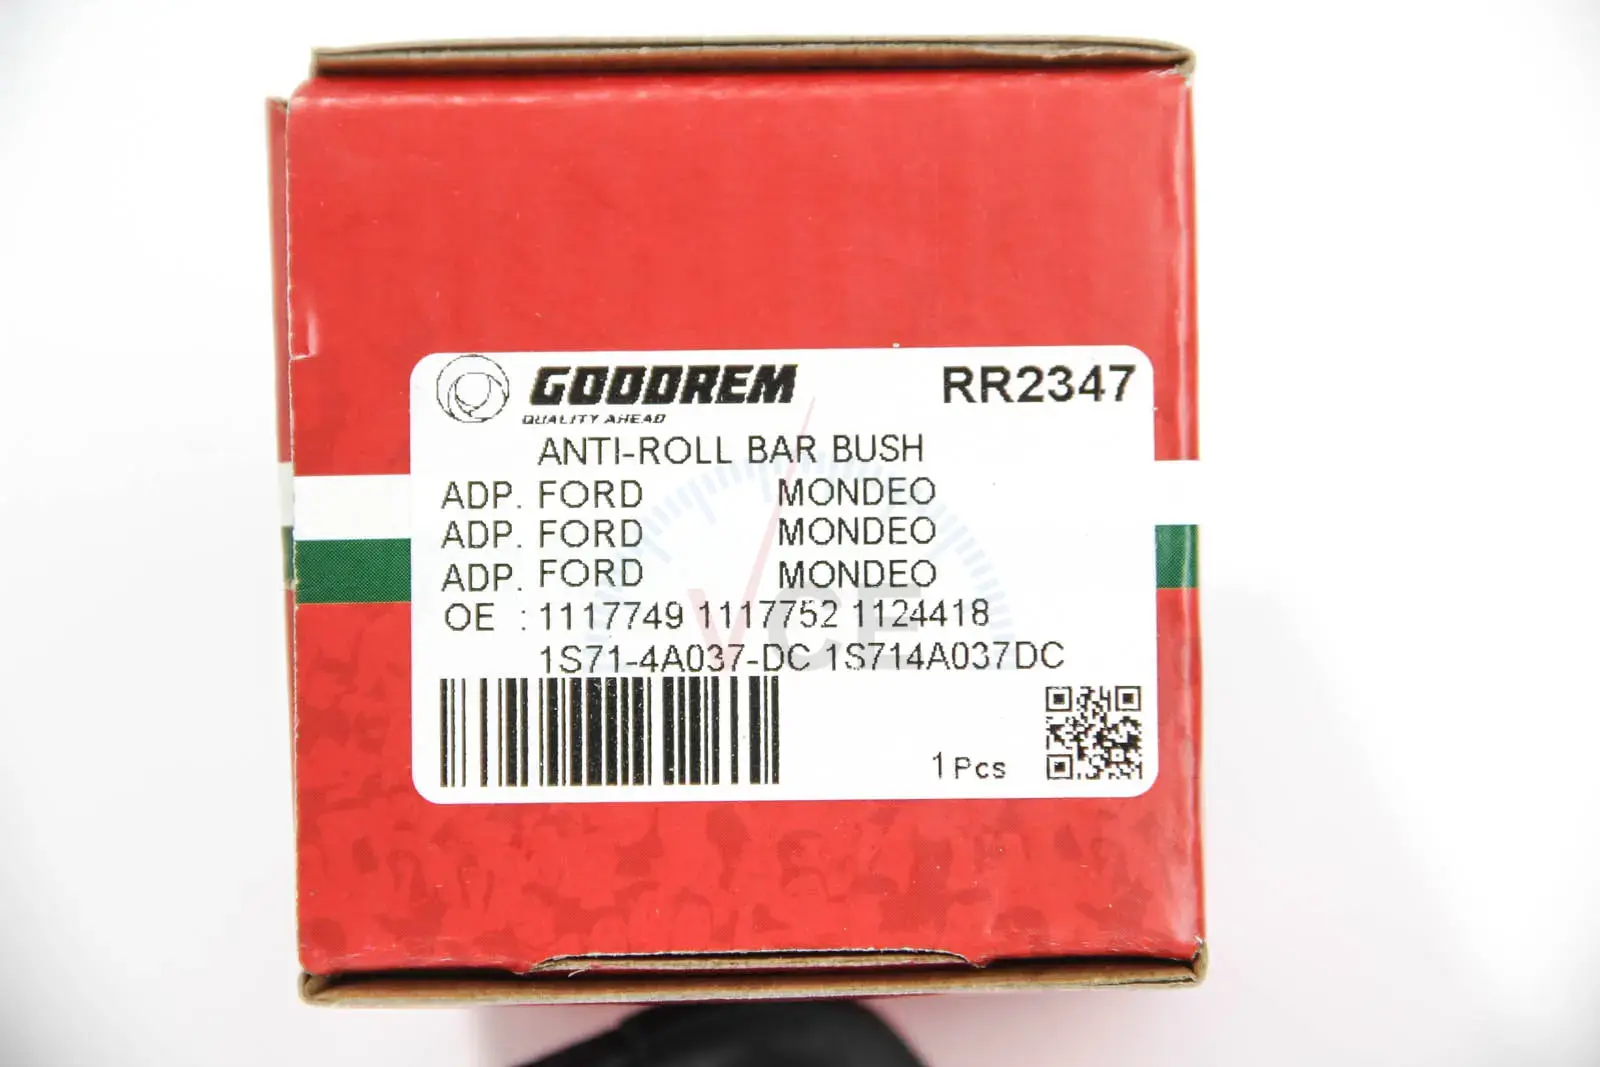 GOODREM RR2347
QUALITY AHEAD
ANTI-ROLL BAR BUSH
ADP. FORD MONDEO
ADP. FORD MONDEO
ADP. FORD MONDEO
OE : 1117749 1117752 1124418
1S71-4A037-DC 1S714A037DC
1 Pcs
VCE